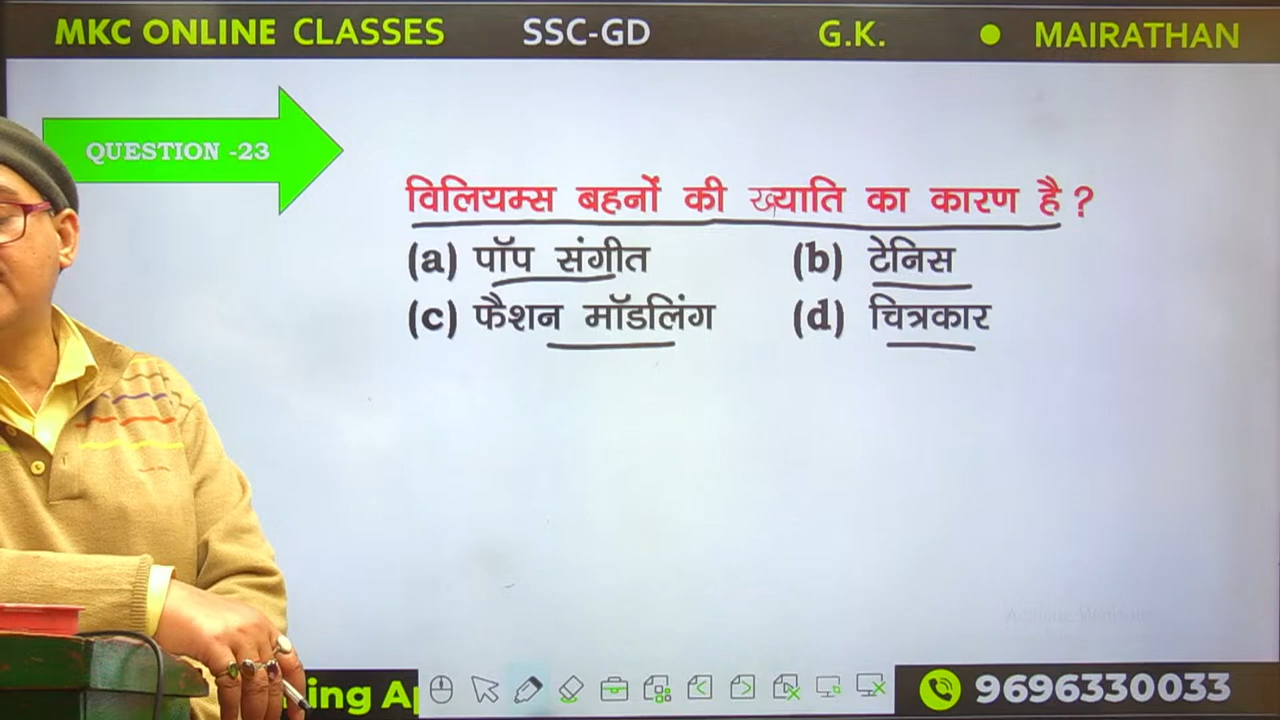 MKC ONLINE CLASSES SSC-GD G.K. ● MAIRATHAN
QUESTION -23
विलियम्स बहनों की ख्याति का कारण है ?
(a) पॉप संगीत (b) टेनिस
(c) फैशन मॉडलिंग (d) चित्रकार
9696330033